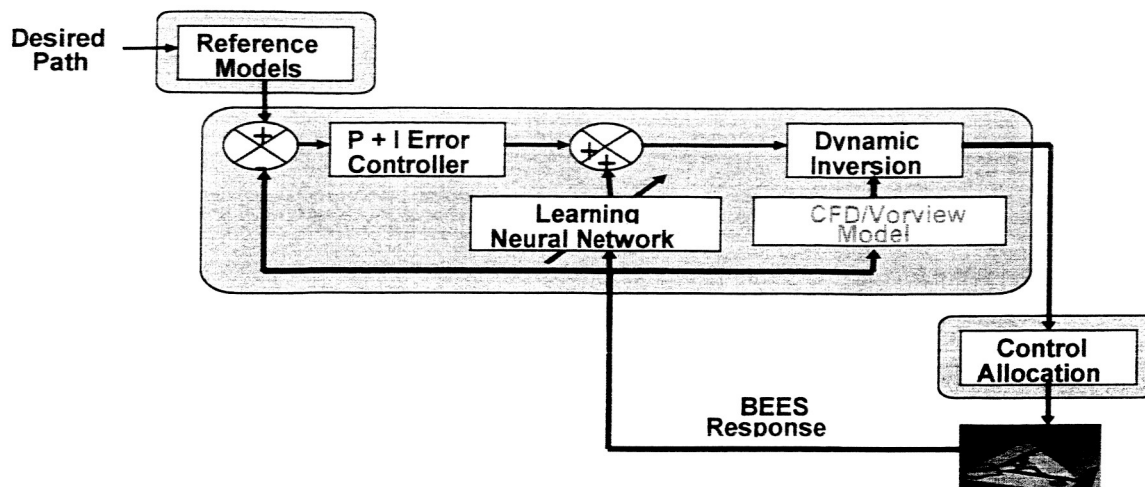 Desired
Path
Reference
Models
+
-
P + I Error
Controller
+
+
Dynamic
Inversion
Learning
Neural Network
CFD/Vorview
Model
Control
Allocation
BEES
Response